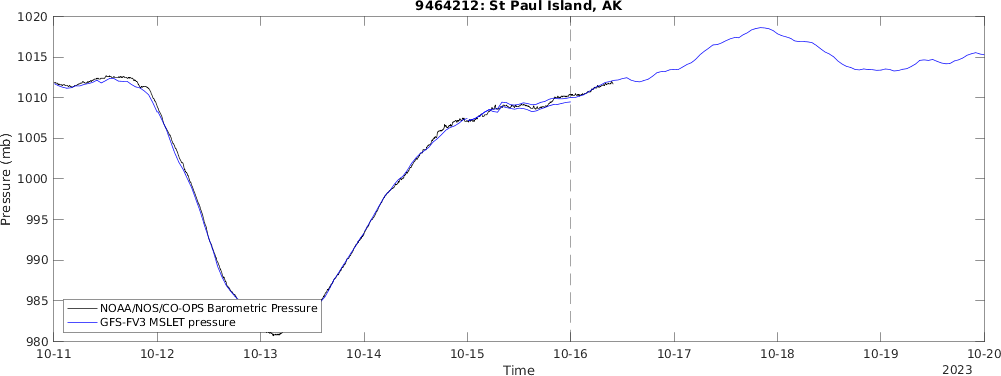 9464212: St Paul Island, AK
1020
1015
1010
1005
1000
995
990
985
980
Pressure (mb)
NOAA/NOS/CO-OPS Barometric Pressure
GFS-FV3 MSLET pressure
10-11 10-12 10-13 10-14 10-15 10-16 10-17 10-18 10-19 10-20
Time
2023